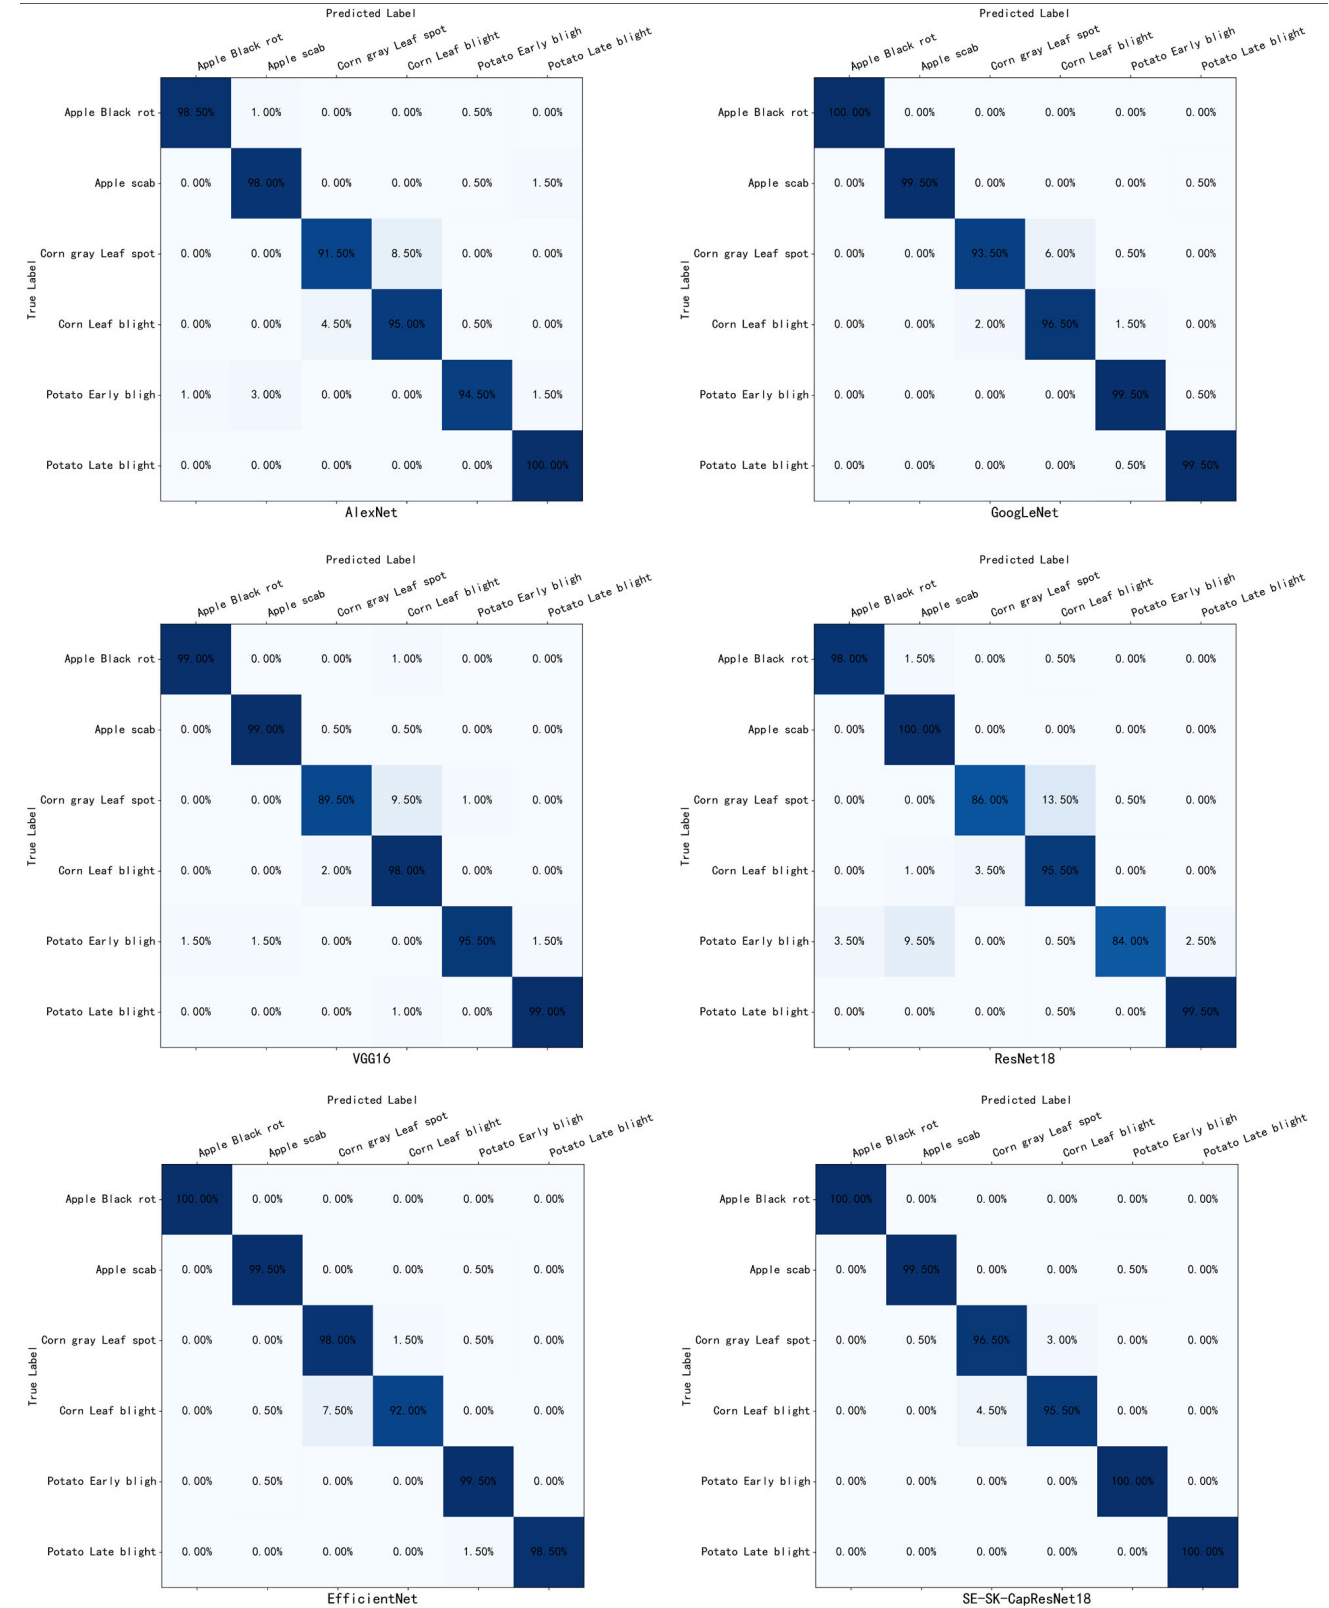 Predicted Label
Apple Black rot Apple scab Corn gray Leaf spot Corn Leaf blight Potato Early bligh Potato Late blight
True Label
Apple Black rot 98.50% 1.00% 0.00% 0.00% 0.50% 0.00%
Apple scab 0.00% 98.00% 0.00% 0.00% 0.50% 1.50%
Corn gray Leaf spot 0.00% 0.00% 91.50% 8.50% 0.00% 0.00%
Corn Leaf blight 0.00% 0.00% 4.50% 95.00% 0.50% 0.00%
Potato Early bligh 1.00% 3.00% 0.00% 0.00% 94.50% 1.50%
Potato Late blight 0.00% 0.00% 0.00% 0.00% 0.00% 100.00%
AlexNet
Predicted Label
Apple Black rot Apple scab Corn gray Leaf spot Corn Leaf blight Potato Early bligh Potato Late blight
True Label
Apple Black rot 100.00% 0.00% 0.00% 0.00% 0.00% 0.00%
Apple scab 0.00% 99.50% 0.00% 0.00% 0.00% 0.50%
Corn gray Leaf spot 0.00% 0.00% 93.50% 6.00% 0.50% 0.00%
Corn Leaf blight 0.00% 0.00% 2.00% 96.50% 1.50% 0.00%
Potato Early bligh 0.00% 0.00% 0.00% 0.00% 99.50% 0.50%
Potato Late blight 0.00% 0.00% 0.00% 0.00% 0.50% 99.50%
GoogLeNet
Predicted Label
Apple Black rot Apple scab Corn gray Leaf spot Corn Leaf blight Potato Early bligh Potato Late blight
True Label
Apple Black rot 99.00% 0.00% 0.00% 1.00% 0.00% 0.00%
Apple scab 0.00% 99.00% 0.50% 0.50% 0.00% 0.00%
Corn gray Leaf spot 0.00% 0.00% 89.50% 9.50% 1.00% 0.00%
Corn Leaf blight 0.00% 0.00% 2.00% 98.00% 0.00% 0.00%
Potato Early bligh 1.50% 1.50% 0.00% 0.00% 95.50% 1.50%
Potato Late blight 0.00% 0.00% 0.00% 1.00% 0.00% 99.00%
VGG16
Predicted Label
Apple Black rot Apple scab Corn gray Leaf spot Corn Leaf blight Potato Early bligh Potato Late blight
True Label
Apple Black rot 98.00% 1.50% 0.00% 0.50% 0.00% 0.00%
Apple scab 0.00% 100.00% 0.00% 0.00% 0.00% 0.00%
Corn gray Leaf spot 0.00% 0.00% 86.00% 13.50% 0.50% 0.00%
Corn Leaf blight 0.00% 1.00% 3.50% 95.50% 0.00% 0.00%
Potato Early bligh 3.50% 9.50% 0.00% 0.50% 84.00% 2.50%
Potato Late blight 0.00% 0.00% 0.00% 0.50% 0.00% 99.50%
ResNet18
Predicted Label
Apple Black rot Apple scab Corn gray Leaf spot Corn Leaf blight Potato Early bligh Potato Late blight
True Label
Apple Black rot 100.00% 0.00% 0.00% 0.00% 0.00% 0.00%
Apple scab 0.00% 99.50% 0.00% 0.00% 0.50% 0.00%
Corn gray Leaf spot 0.00% 0.00% 98.00% 1.50% 0.50% 0.00%
Corn Leaf blight 0.00% 0.50% 7.50% 92.00% 0.00% 0.00%
Potato Early bligh 0.00% 0.50% 0.00% 0.00% 99.50% 0.00%
Potato Late blight 0.00% 0.00% 0.00% 0.00% 1.50% 98.50%
EfficientNet
Predicted Label
Apple Black rot Apple scab Corn gray Leaf spot Corn Leaf blight Potato Early bligh Potato Late blight
True Label
Apple Black rot 100.00% 0.00% 0.00% 0.00% 0.00% 0.00%
Apple scab 0.00% 99.50% 0.00% 0.00% 0.50% 0.00%
Corn gray Leaf spot 0.00% 0.50% 96.50% 3.00% 0.00% 0.00%
Corn Leaf blight 0.00% 0.00% 4.50% 95.50% 0.00% 0.00%
Potato Early bligh 0.00% 0.00% 0.00% 0.00% 100.00% 0.00%
Potato Late blight 0.00% 0.00% 0.00% 0.00% 0.00% 100.00%
SE-SK-CapResNet18